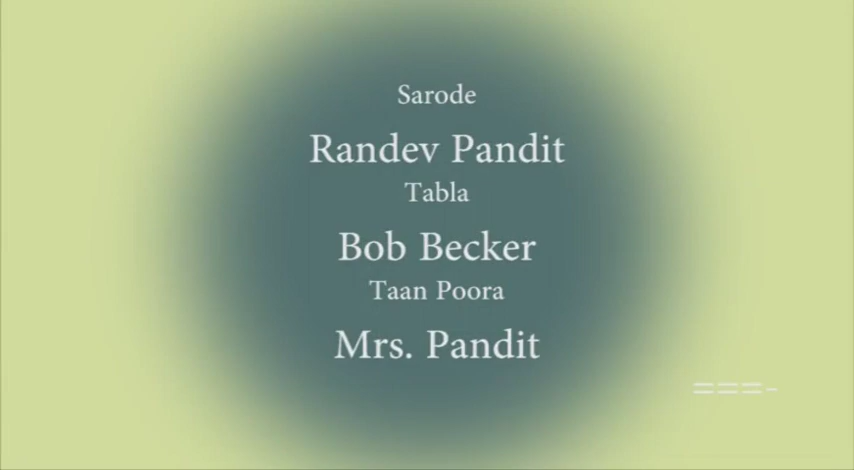 Sarode
Randev Pandit
Tabla
Bob Becker
Taan Poora
Mrs. Pandit